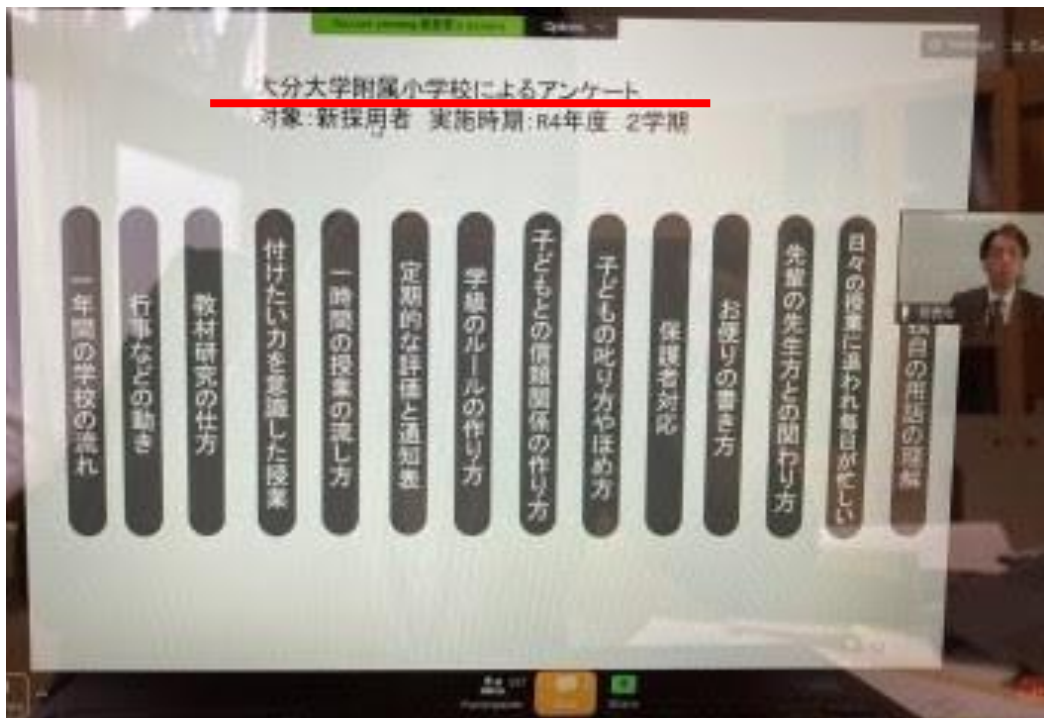 大分大学附属小学校によるアンケート
対象:新採用者 実施時期:R4年度 2学期
日々の授業に追われ毎日が忙しい
先輩の先生方との関わり方
お便りの書き方
保護者対応
子どもの叱り方やほめ方
子どもとの信頼関係の作り方
学級のルールの作り方
定期的な評価と通知表
一時間の授業の流し方
付けたい力を意識した授業
教材研究の仕方
行事などの動き
一年間の学校の流れ